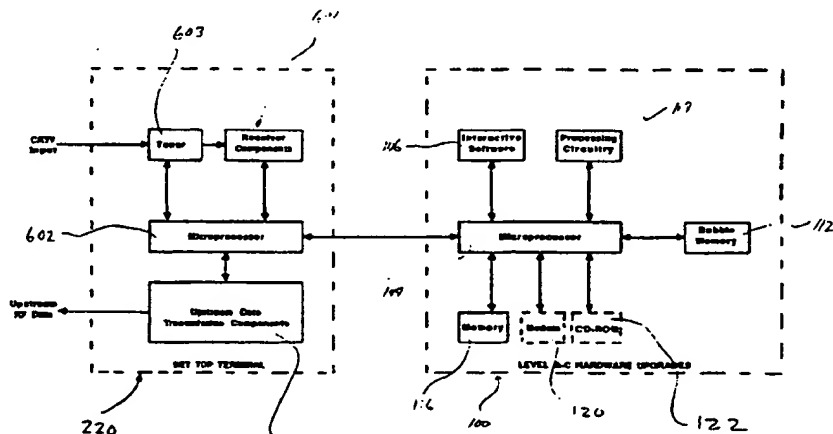 603
CATV
Input
Tuner
Receiver
Components
602
Microprocessor
Upstream
RF Data
Upstream Data
Transmission Components
SET TOP TERMINAL
220
106
Interactive
Software
Processing
Circuitry
Microprocessor
Bubble
Memory
112
Memory
Modem
CD-ROM
LEVEL A-C HARDWARE UPGRADES
100
120
122